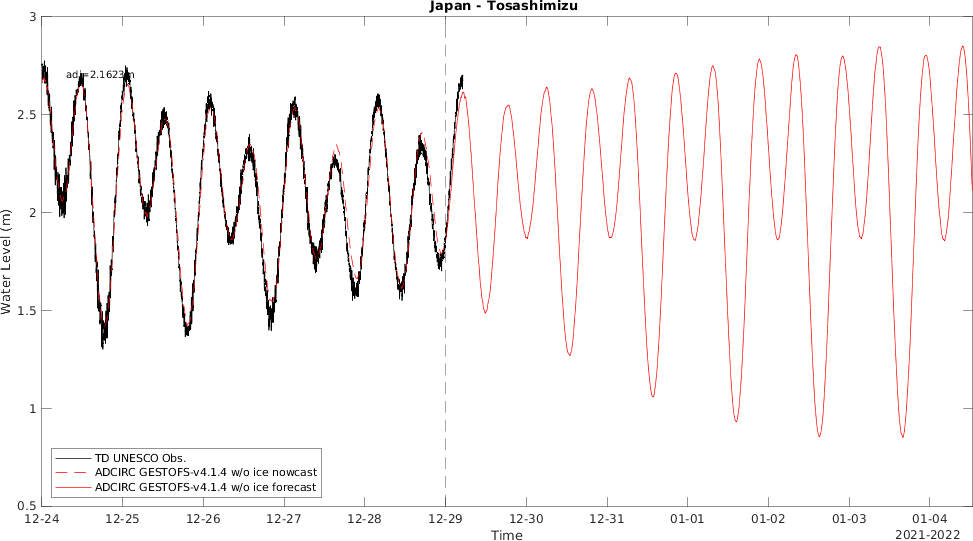 Japan - Tosashimizu
adj=2.1623m
3
2.5
2
1.5
1
0.5
Water Level (m)
TD UNESCO Obs.
ADCIRC GESTOFS-v4.1.4 w/o ice nowcast
ADCIRC GESTOFS-v4.1.4 w/o ice forecast
12-24 12-25 12-26 12-27 12-28 12-29 12-30 12-31 01-01 01-02 01-03 01-04
Time
2021-2022